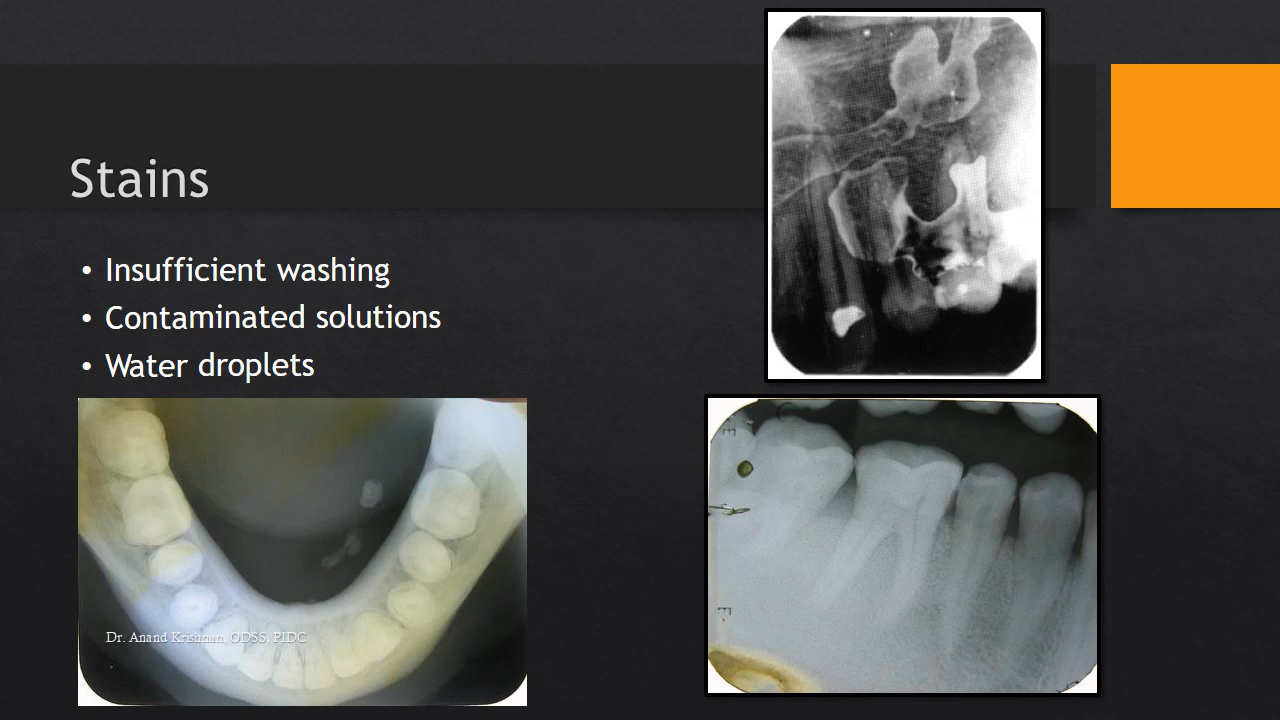 Stains
• Insufficient washing
• Contaminated solutions
• Water droplets
Dr. Anand Krishnan, ODSS, PIDC
E
E